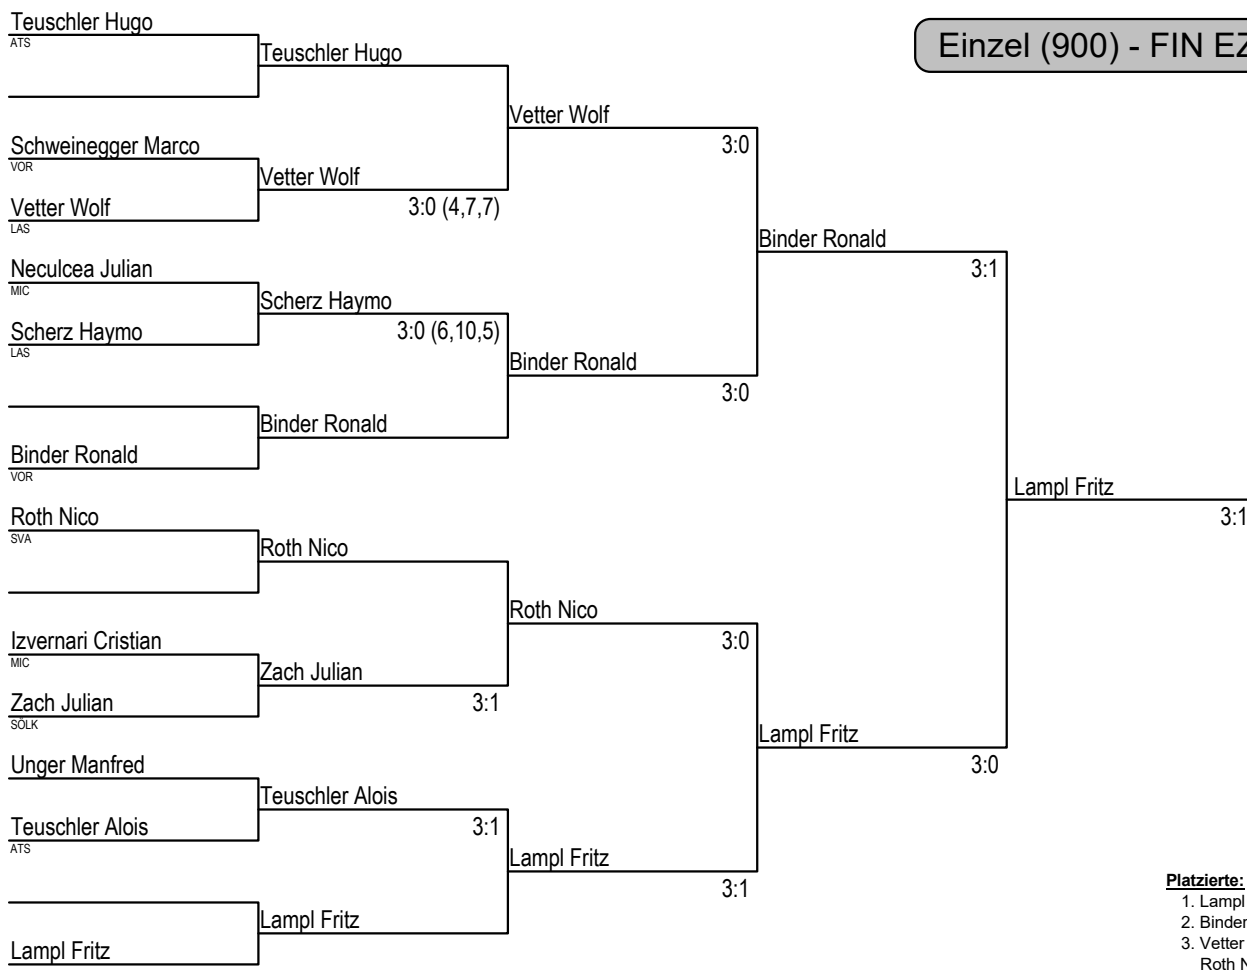 Teuschler Hugo
ATS
Teuschler Hugo
Einzel (900) - FIN EZ
Vetter Wolf
3:0
Schweinegger Marco
VOR
Vetter Wolf
3:0 (4,7,7)
Vetter Wolf
LAS
Binder Ronald
3:1
Neculcea Julian
MIC
Scherz Haymo
3:0 (6,10,5)
Scherz Haymo
LAS
Binder Ronald
3:0
Binder Ronald
Binder Ronald
VOR
Lampl Fritz
3:1
Roth Nico
SVA
Roth Nico
Roth Nico
3:0
Izvernari Cristian
MIC
Zach Julian
3:1
Zach Julian
SÖLK
Lampl Fritz
3:0
Unger Manfred
Teuschler Alois
3:1
Teuschler Alois
ATS
Lampl Fritz
3:1
Lampl Fritz
Lampl Fritz
Platzierte:
1. Lampl
2. Binder
3. Vetter
Roth N